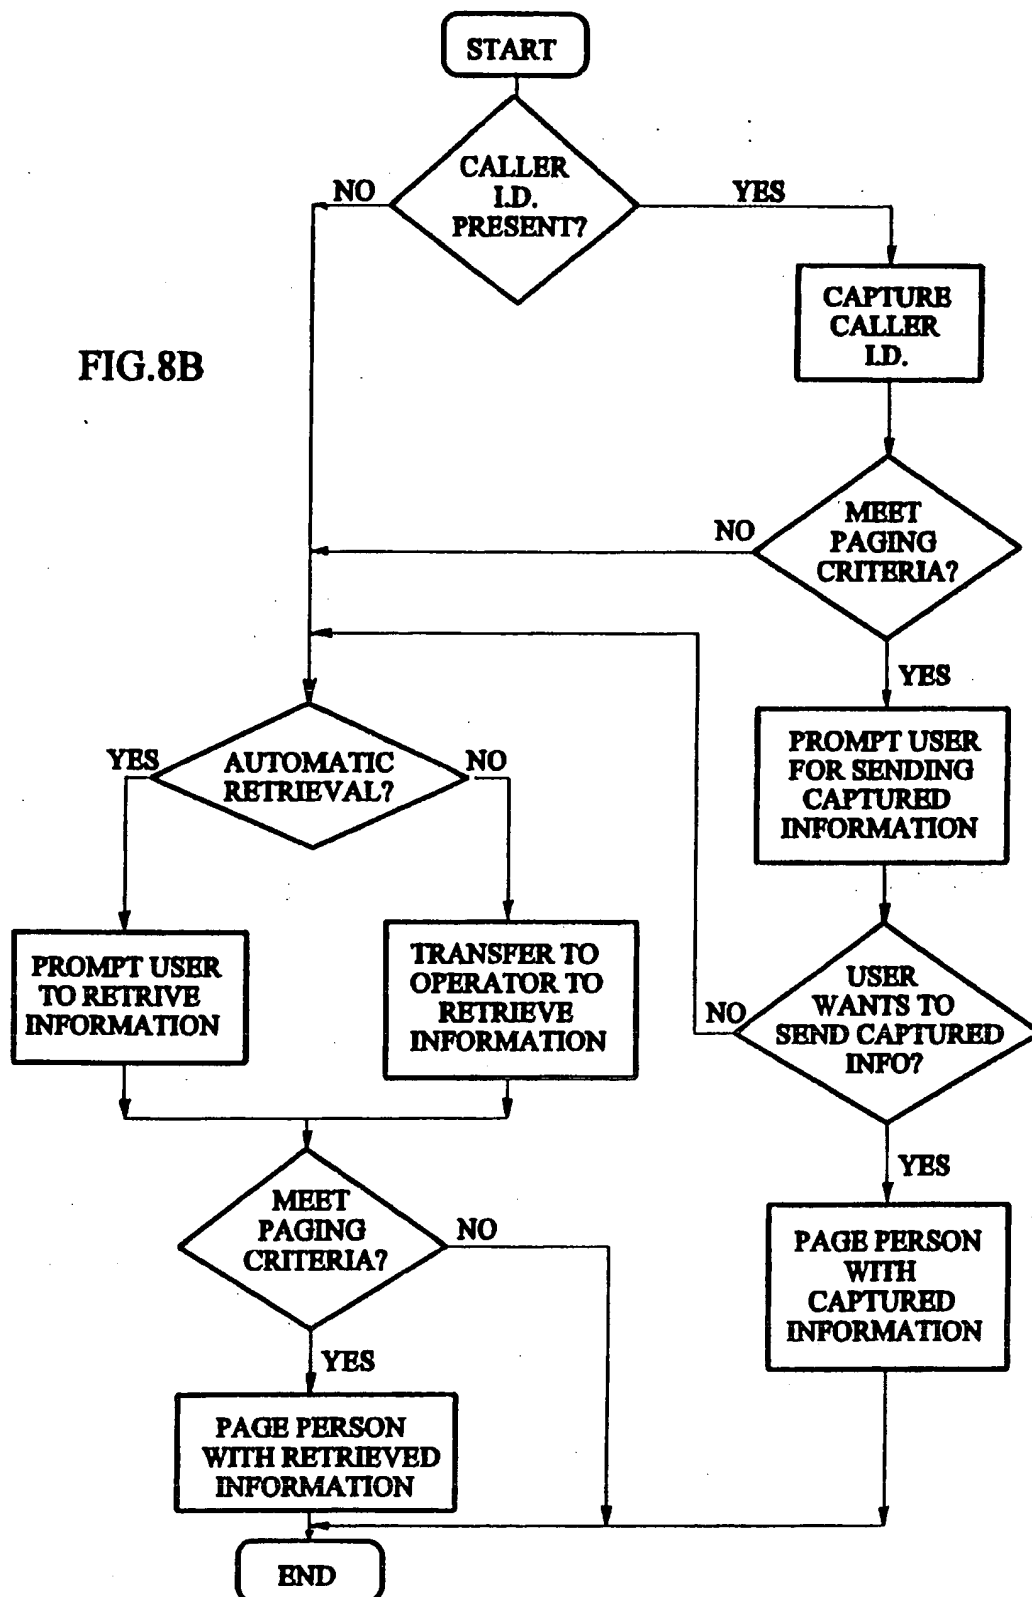 START
CALLER
I.D.
PRESENT?
NO
YES
CAPTURE
CALLER
I.D.
FIG.8B
MEET
PAGING
CRITERIA?
NO
YES
PROMPT USER
FOR SENDING
CAPTURED
INFORMATION
AUTOMATIC
RETRIEVAL?
YES
NO
PROMPT USER
TO RETRIVE
INFORMATION
TRANSFER TO
OPERATOR TO
RETRIEVE
INFORMATION
USER
WANTS TO
SEND CAPTURED
INFO?
NO
YES
MEET
PAGING
CRITERIA?
NO
YES
PAGE PERSON
WITH
CAPTURED
INFORMATION
PAGE PERSON
WITH RETRIEVED
INFORMATION
END